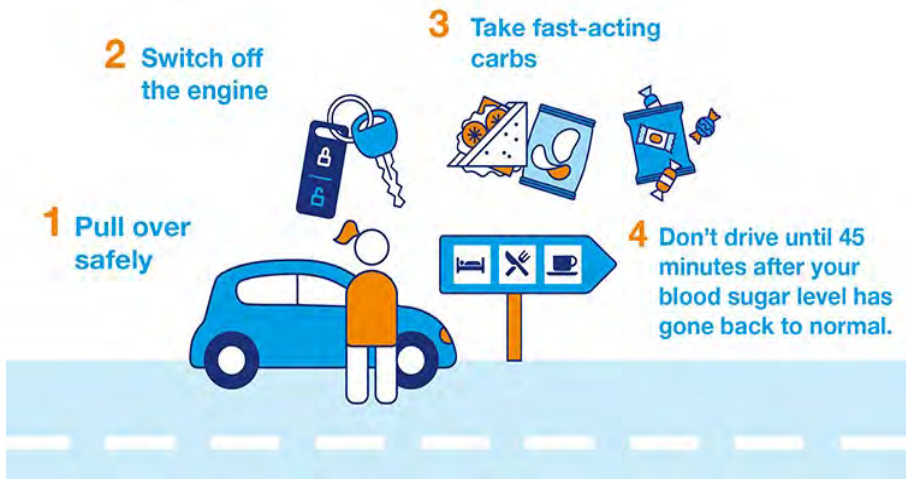 1 Pull over
safely
2 Switch off
the engine
3 Take fast-acting
carbs
4 Don't drive until 45
minutes after your
blood sugar level has
gone back to normal.